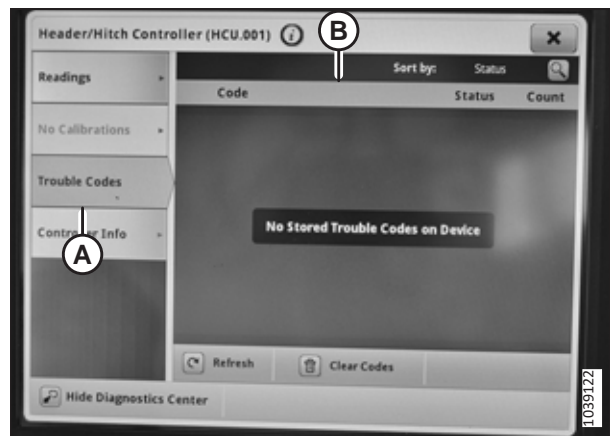 Header/Hitch Controller (HCU.001)
B
Readings
Sort by: Status
Code Status Count
No Calibrations
Trouble Codes
No Stored Trouble Codes on Device
Info
A
Refresh Clear Codes
Hide Diagnostics Center
1039122